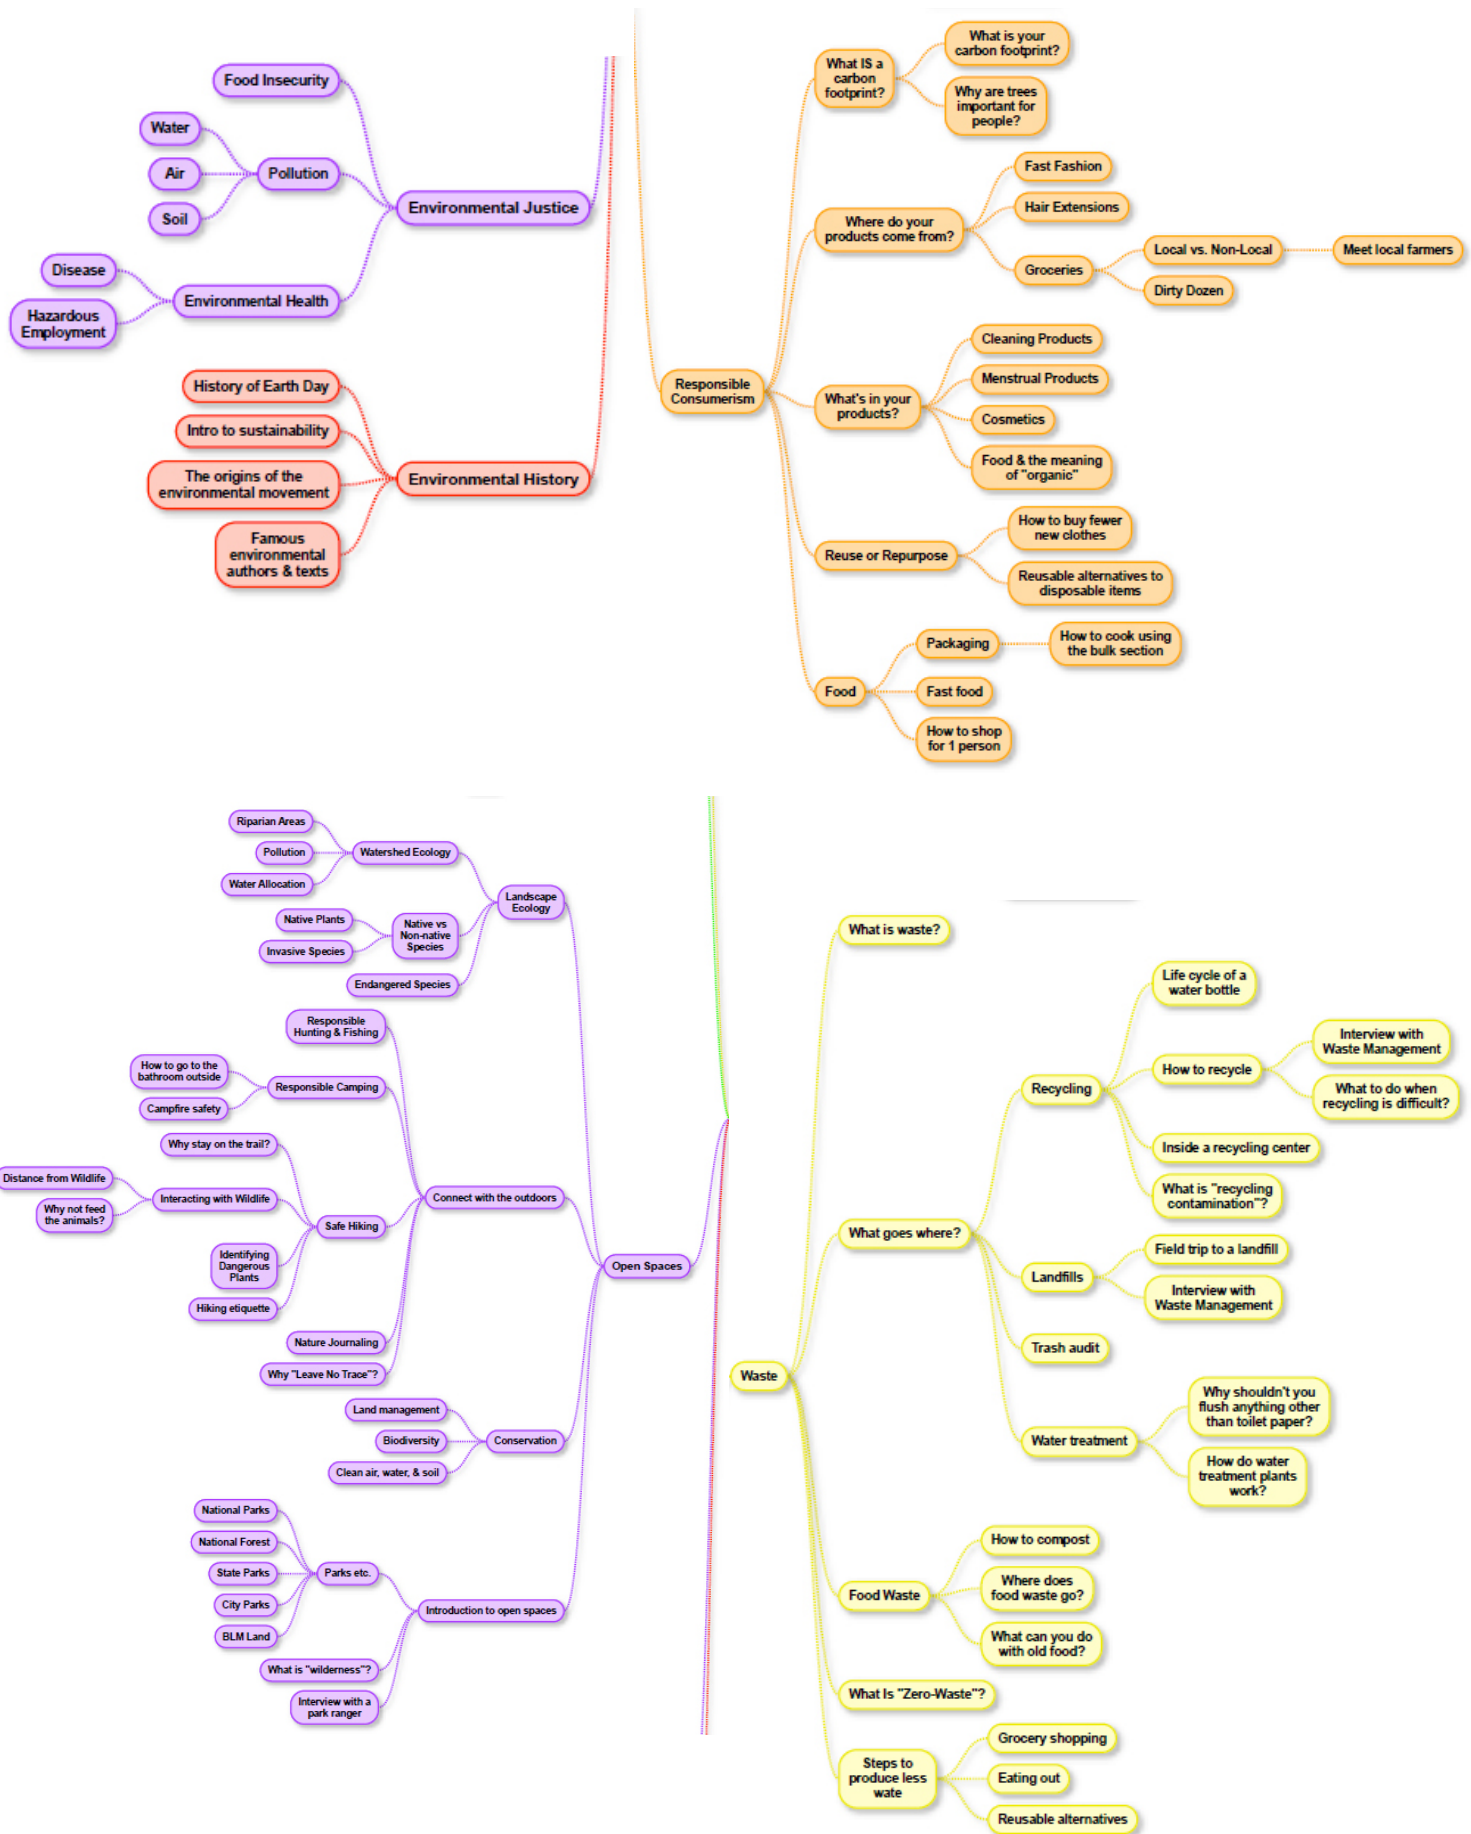 Food Insecurity
Water
Air
Soil
Pollution
Environmental Justice
Disease
Hazardous
Employment
Environmental Health
History of Earth Day
Intro to sustainability
The origins of the
environmental movement
Famous
environmental
authors & texts
Environmental History
Responsible
Consumerism
What IS a
carbon
footprint?
What is your
carbon footprint?
Why are trees
important for
people?
Where do your
products come from?
Fast Fashion
Hair Extensions
Groceries
Local vs. Non-Local
Meet local farmers
Dirty Dozen
What's in your
products?
Cleaning Products
Menstrual Products
Cosmetics
Food & the meaning
of "organic"
Reuse or Repurpose
How to buy fewer
new clothes
Reusable alternatives to
disposable items
Food
Packaging
How to cook using
the bulk section
Fast food
How to shop
for 1 person
Riparian Areas
Pollution
Water Allocation
Watershed Ecology
Landscape
Ecology
Native Plants
Invasive Species
Native vs
Non-native
Species
Endangered Species
Responsible
Hunting & Fishing
How to go to the
bathroom outside
Campfire safety
Responsible Camping
Why stay on the trail?
Distance from Wildlife
Why not feed
the animals?
Interacting with Wildlife
Identifying
Dangerous
Plants
Hiking etiquette
Safe Hiking
Connect with the outdoors
Nature Journaling
Why "Leave No Trace"?
Open Spaces
Land management
Biodiversity
Clean air, water, & soil
Conservation
National Parks
National Forest
State Parks
City Parks
BLM Land
Parks etc.
What is "wilderness"?
Interview with a
park ranger
Introduction to open spaces
Waste
What is waste?
What goes where?
Recycling
Life cycle of a
water bottle
How to recycle
Interview with
Waste Management
What to do when
recycling is difficult?
Inside a recycling center
What is "recycling
contamination"?
Landfills
Field trip to a landfill
Interview with
Waste Management
Trash audit
Water treatment
Why shouldn't you
flush anything other
than toilet paper?
How do water
treatment plants
work?
Food Waste
How to compost
Where does
food waste go?
What can you do
with old food?
What Is "Zero-Waste"?
Steps to
produce less
wate
Grocery shopping
Eating out
Reusable alternatives